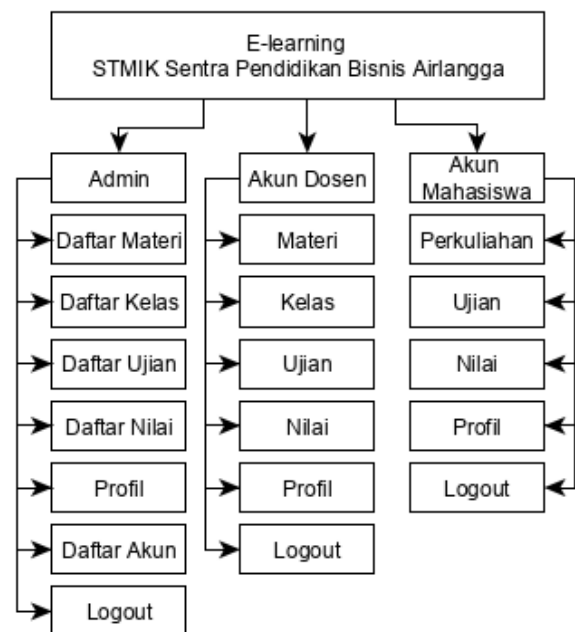 E-learning
STMIK Sentra Pendidikan Bisnis Airlangga
Admin
Daftar Materi
Daftar Kelas
Daftar Ujian
Daftar Nilai
Profil
Daftar Akun
Logout
Akun Dosen
Materi
Kelas
Ujian
Nilai
Profil
Logout
Akun
Mahasiswa
Perkuliahan
Ujian
Nilai
Profil
Logout